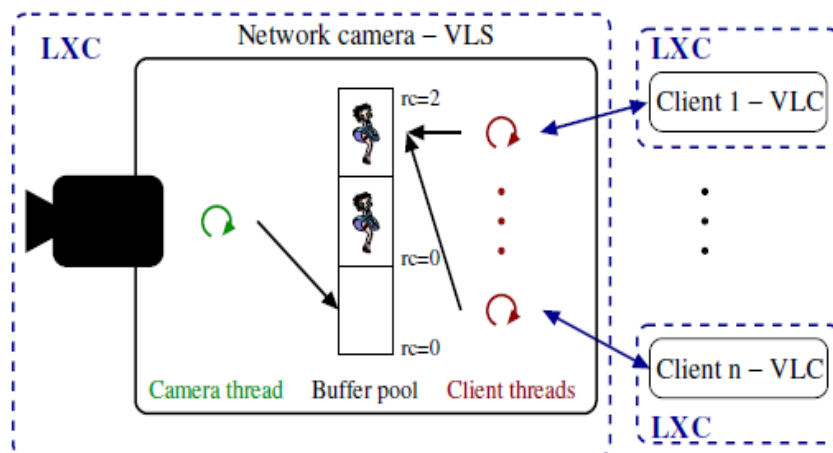 LXC
Network camera – VLS
rc=2
rc=0
rc=0
Camera thread
Buffer pool
Client threads
LXC
Client 1 – VLC
Client n – VLC
LXC